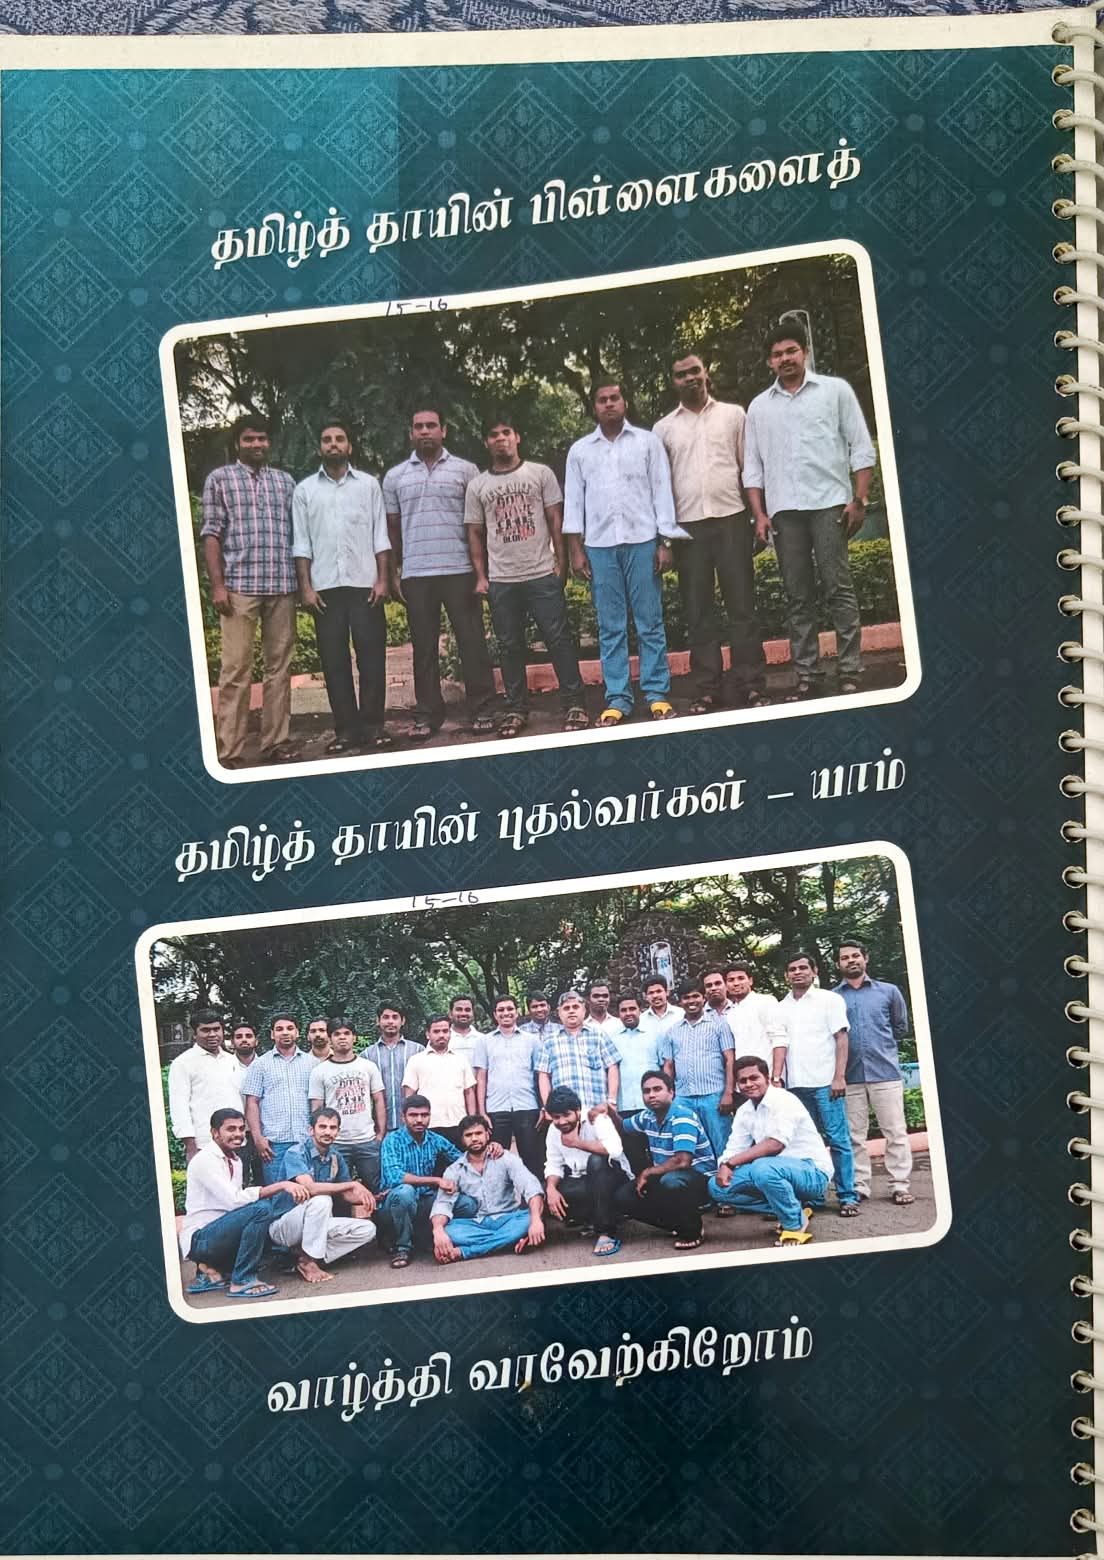 தமிழ்த் தாயின் பிள்ளைகளைத்
15-16
தமிழ்த் தாயின் புதல்வர்கள் – யாம்
15-16
வாழ்த்தி வரவேற்கிறோம்